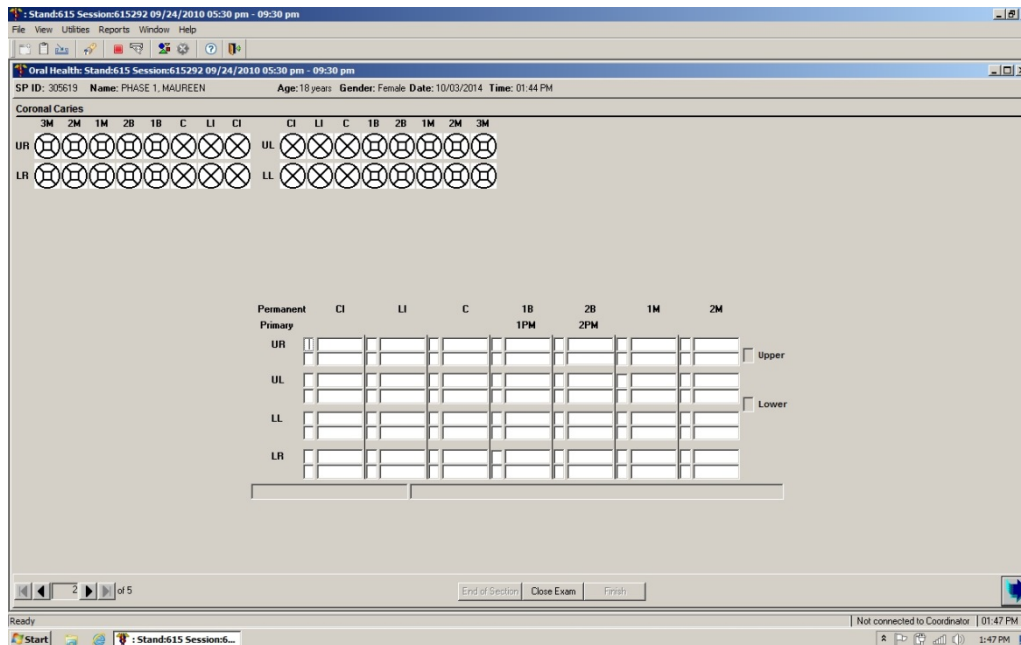 : Stand:615 Session:615292 09/24/2010 05:30 pm - 09:30 pm
File View Utilities Reports Window Help
Oral Health: Stand:615 Session:615292 09/24/2010 05:30 pm - 09:30 pm
SP ID: 305619 Name: PHASE 1, MAUREEN Age: 18 years Gender: Female Date: 10/03/2014 Time: 01:44 PM
Coronal Caries
3M 2M 1M 2B 1B C LI CI CI LI C 1B 2B 1M 2M 3M
UR UL
LR LL
Permanent CI LI C 1B 2B 1M 2M
Primary 1PM 2PM
UR
Upper
UL
Lower
LL
LR
2 of 5 End of Section Close Exam Finish
Ready Not connected to Coordinator 01:47 PM
Start : Stand:615 Session:6... 1:47 PM